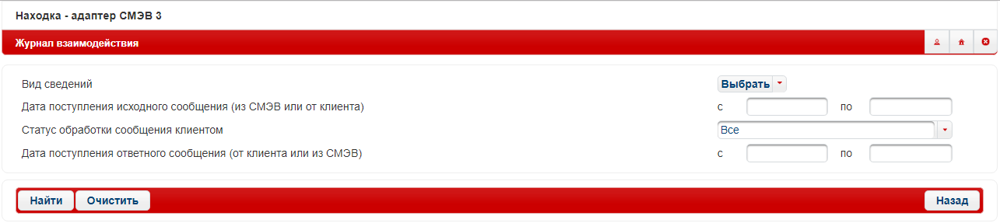 Находка - адаптер СМЭВ 3
Журнал взаимодействия
Вид сведений Выбрать
Дата поступления исходного сообщения (из СМЭВ или от клиента) с по
Статус обработки сообщения клиентом Все
Дата поступления ответного сообщения (от клиента или из СМЭВ) с по
Найти Очистить Назад